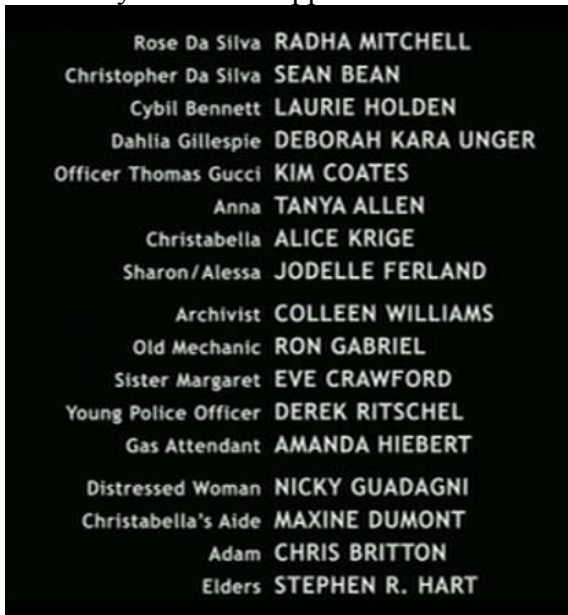 Rose Da Silva RADHA MITCHELL
Christopher Da Silva SEAN BEAN
Cybil Bennett LAURIE HOLDEN
Dahlia Gillespie DEBORAH KARA UNGER
Officer Thomas Gucci KIM COATES
Anna TANYA ALLEN
Christabella ALICE KRIGE
Sharon/Alessa JODELLE FERLAND
Archivist COLLEEN WILLIAMS
Old Mechanic RON GABRIEL
Sister Margaret EVE CRAWFORD
Young Police Officer DEREK RITSCHEL
Gas Attendant AMANDA HIEBERT
Distressed Woman NICKY GUADAGNI
Christabella's Aide MAXINE DUMONT
Adam CHRIS BRITTON
Elders STEPHEN R. HART